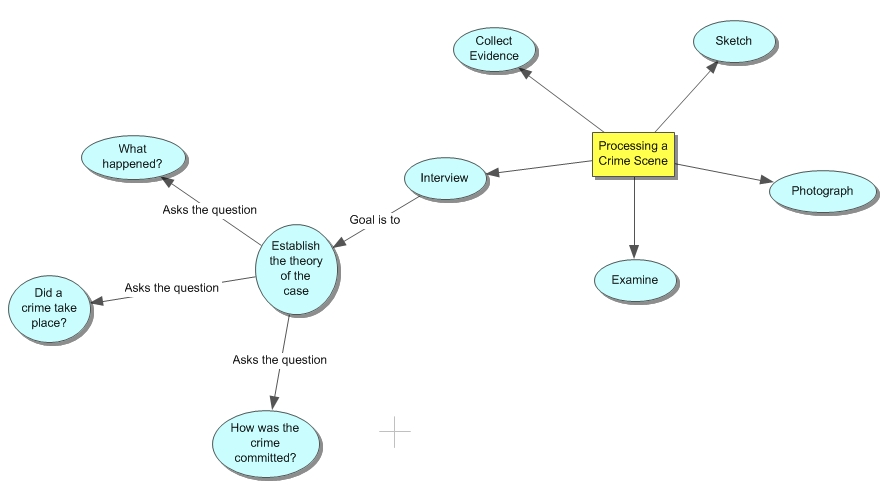 Collect
Evidence
Sketch
Processing a
Crime Scene
What
happened?
Interview
Photograph
Asks the question
Goal is to
Establish
the theory
of the
case
Examine
Asks the question
Did a
crime take
place?
Asks the question
How was the
crime
committed?